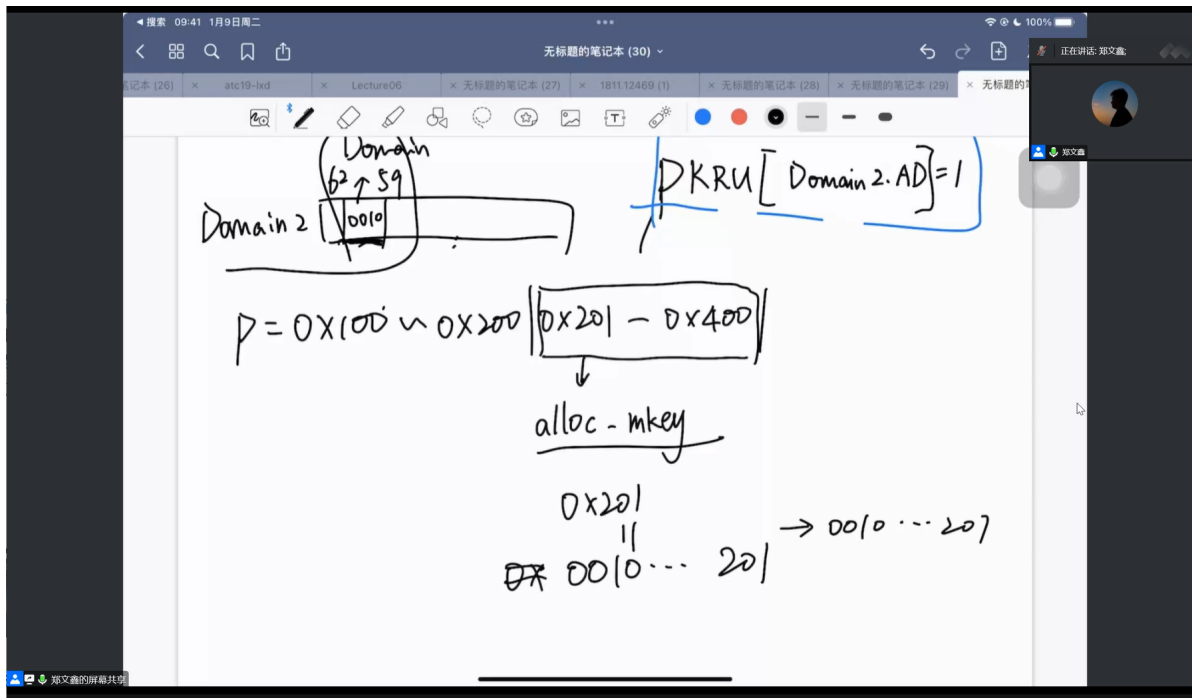 搜索 09:41 1月9日周二
100%
无标题的笔记本 (30)
正在讲话: 郑文鑫;
记本 (26)
atc19-lxd
Lecture06
无标题的笔记本 (27)
1811.12469 (1)
无标题的笔记本 (28)
无标题的笔记本 (29)
无标题的
郑文鑫
Domain
62 ↑ 59
Domain 2 0010
PKRU[Domain 2.AD]=1
P = 0X100 ~ 0X200 0X201 - 0X400
↓
alloc-mkey
0X201
||
0X 0010... 201 → 0010...207
郑文鑫的屏幕共享